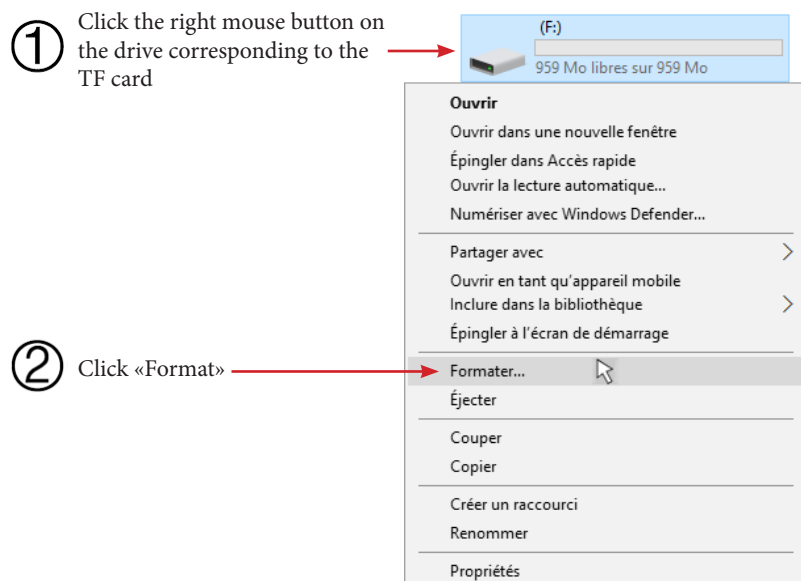 ① Click the right mouse button on
the drive corresponding to the
TF card
(F:)
959 Mo libres sur 959 Mo
Ouvrir
Ouvrir dans une nouvelle fenêtre
Épingler dans Accès rapide
Ouvrir la lecture automatique...
Numériser avec Windows Defender...
Partager avec
Ouvrir en tant qu'appareil mobile
Inclure dans la bibliothèque
Épingler à l'écran de démarrage
② Click «Format»
Formater...
Éjecter
Couper
Copier
Créer un raccourci
Renommer
Propriétés